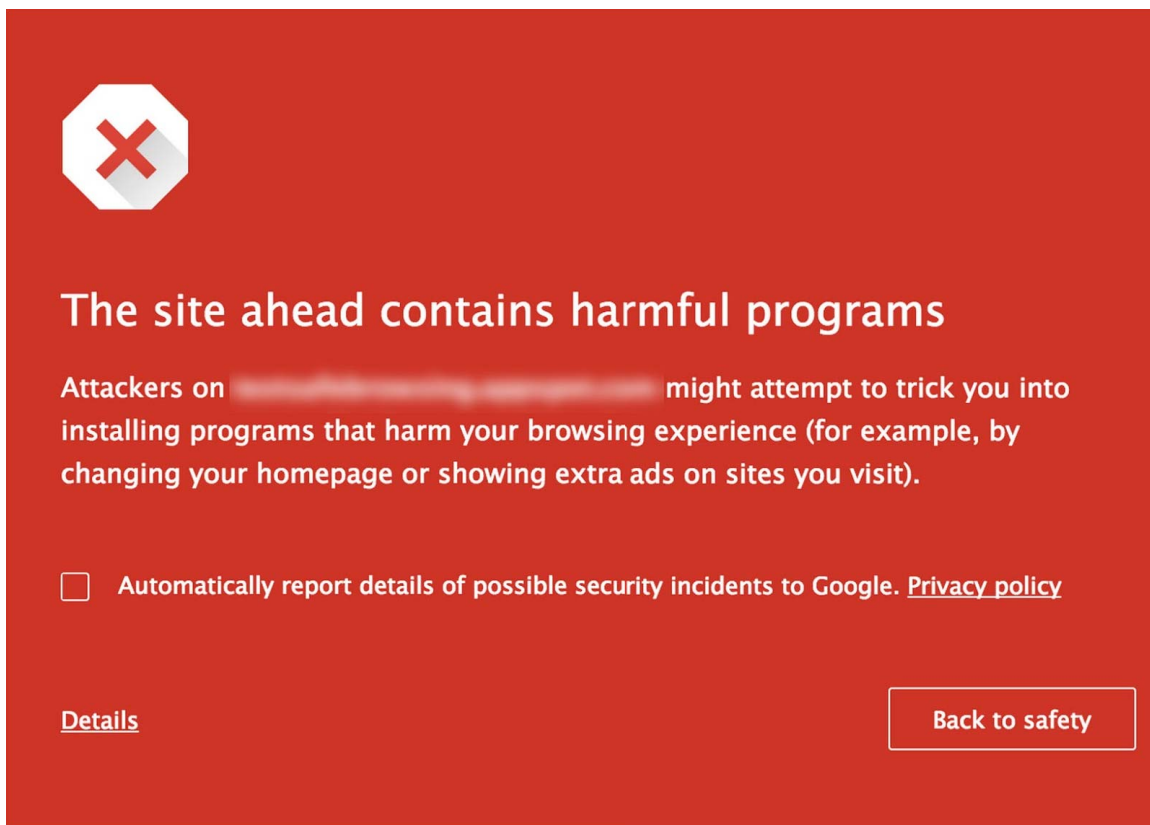 The site ahead contains harmful programs
Attackers on might attempt to trick you into
installing programs that harm your browsing experience (for example, by
changing your homepage or showing extra ads on sites you visit).
Automatically report details of possible security incidents to Google. Privacy policy
Details
Back to safety